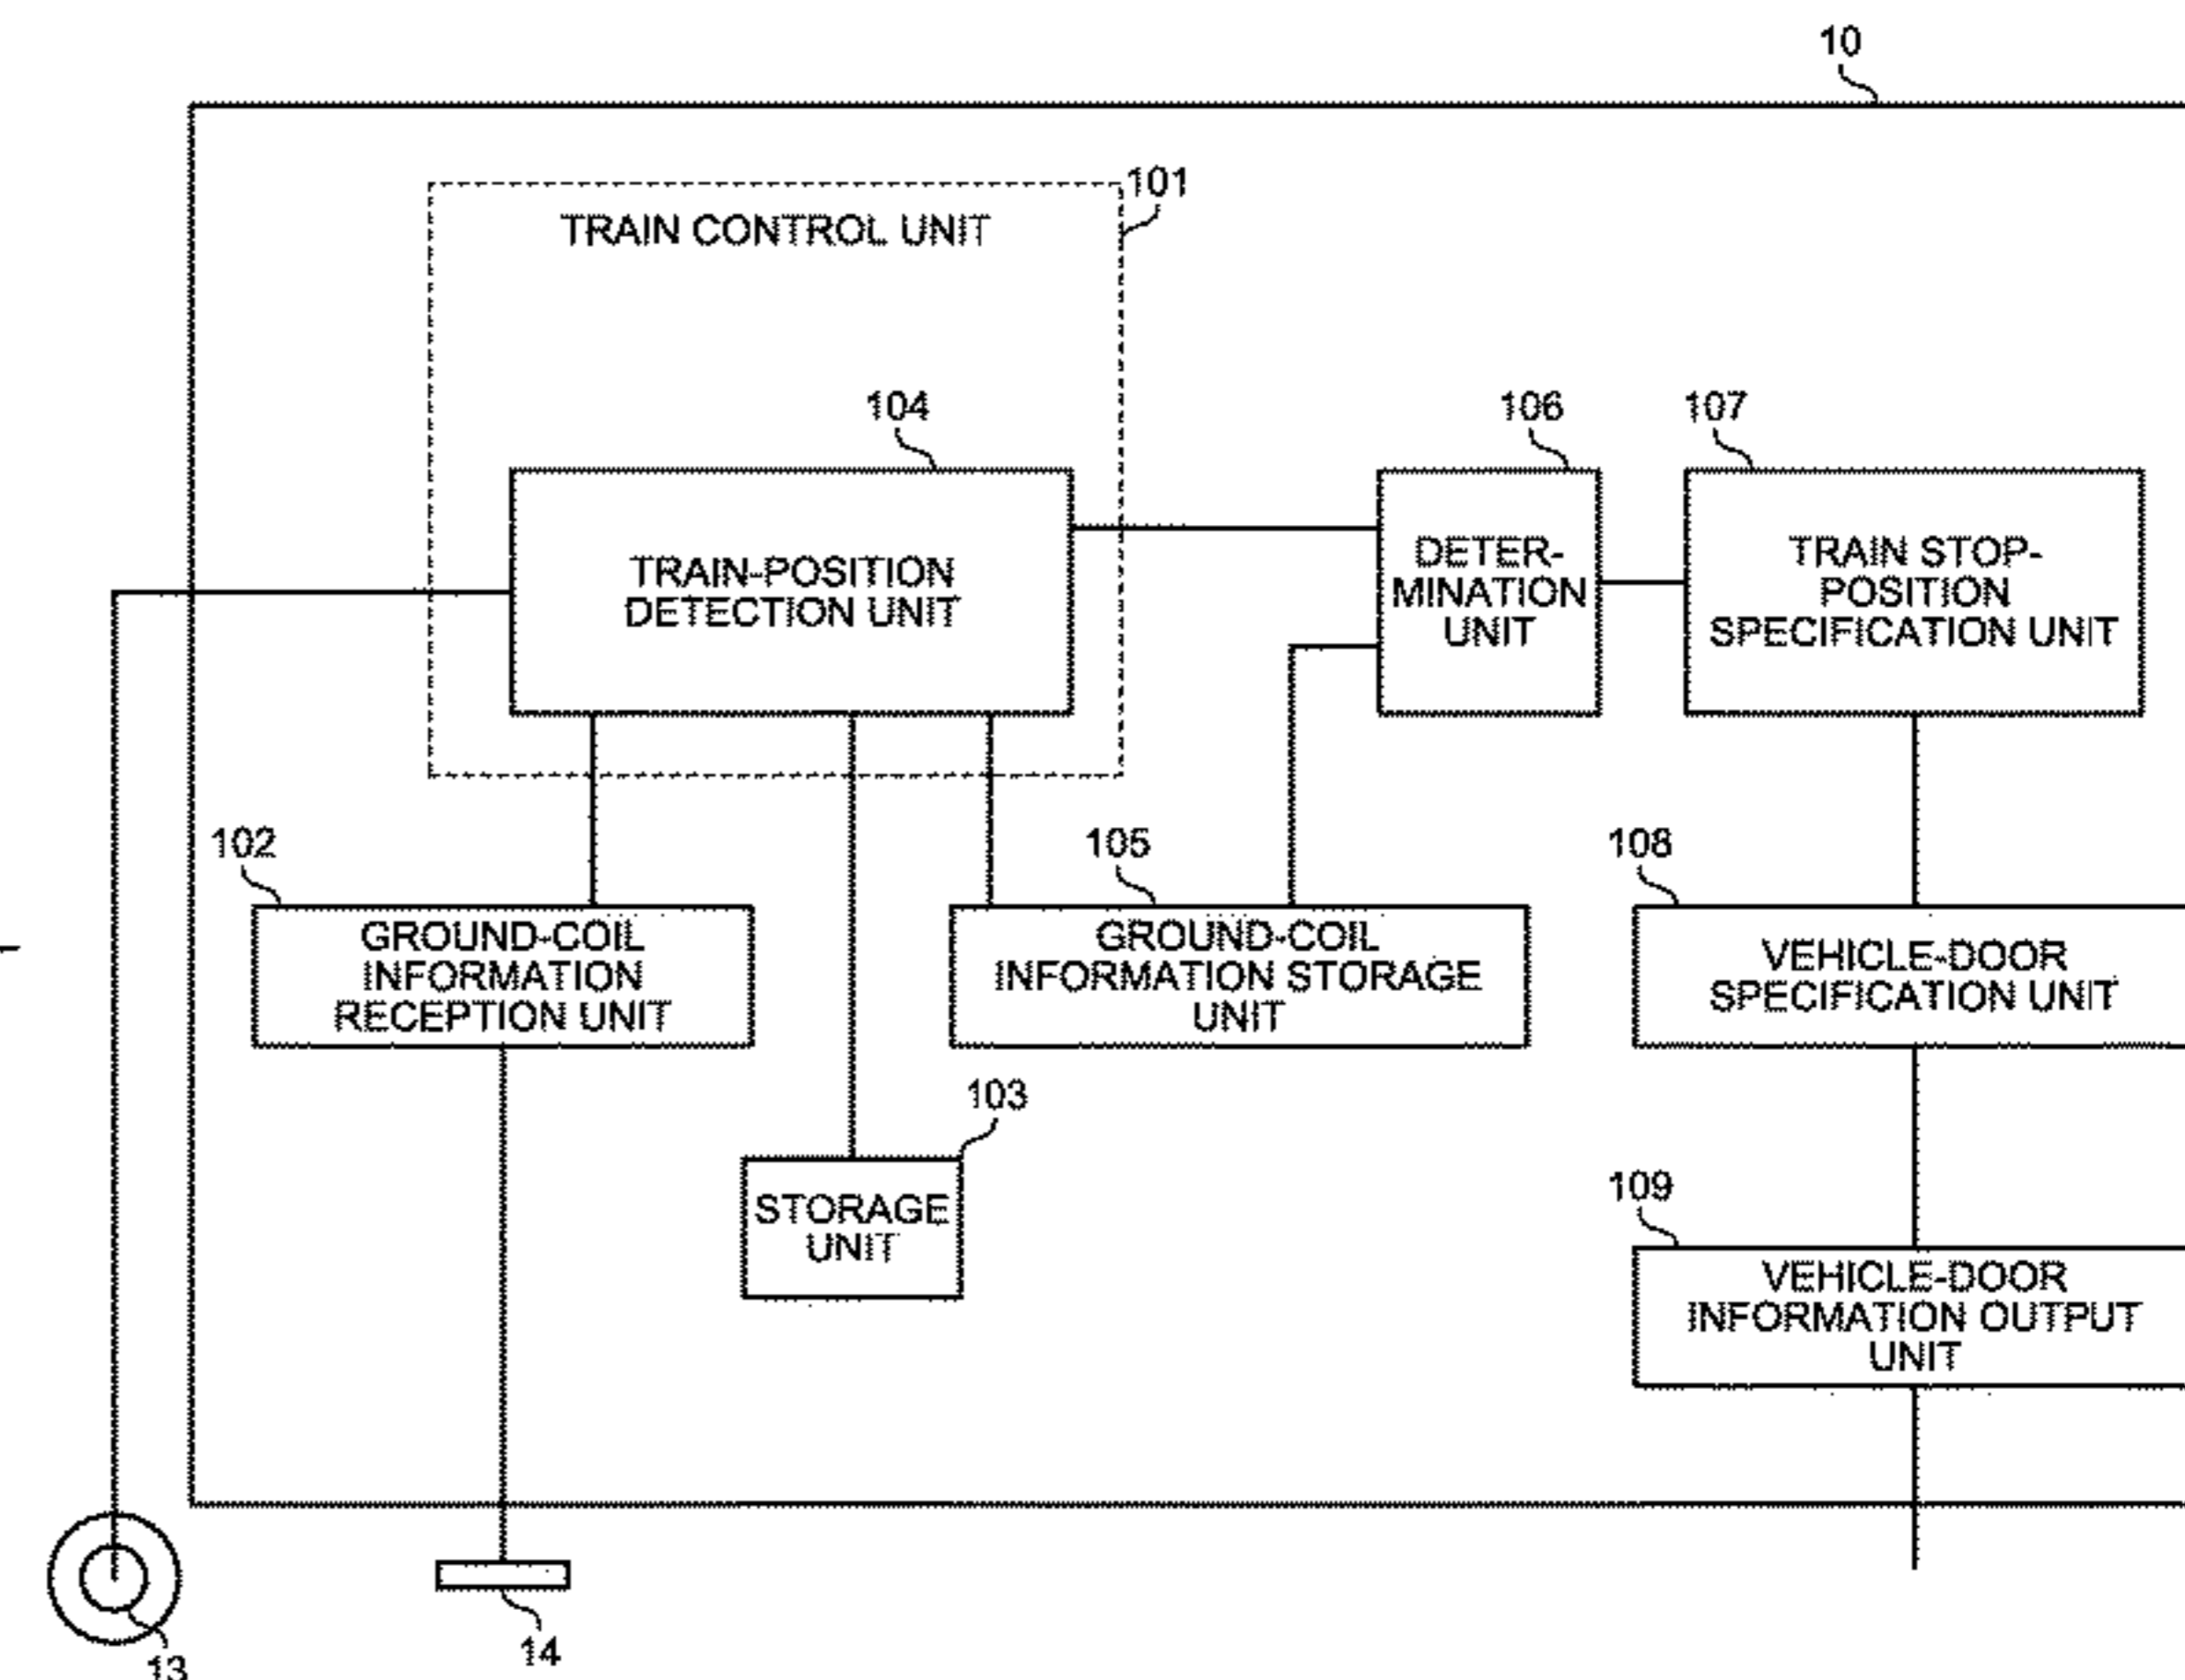 10
101
TRAIN CONTROL UNIT
104
106
107
TRAIN-POSITION
DETECTION UNIT
DETER-
MINATION
UNIT
TRAIN STOP-
POSITION
SPECIFICATION UNIT
102
105
108
GROUND-COIL
INFORMATION
RECEPTION UNIT
GROUND-COIL
INFORMATION STORAGE
UNIT
VEHICLE-DOOR
SPECIFICATION UNIT
103
STORAGE
UNIT
109
VEHICLE-DOOR
INFORMATION OUTPUT
UNIT
14
13